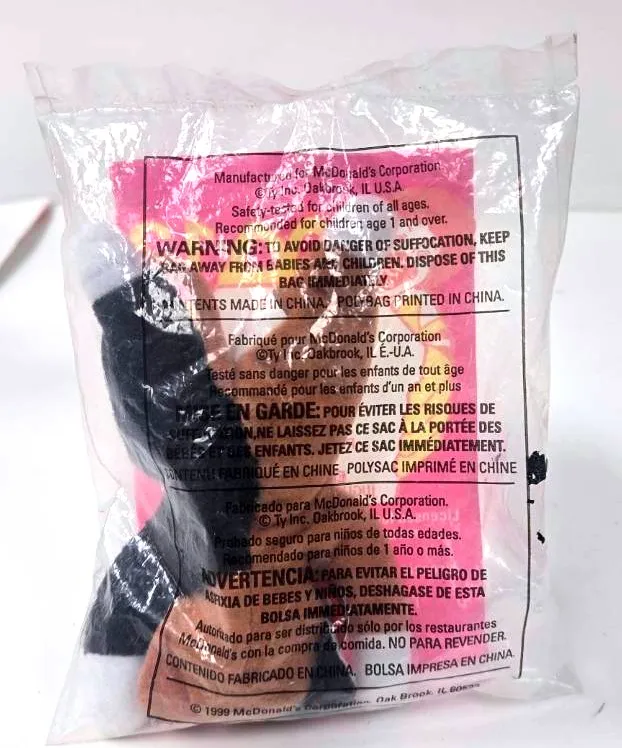 Manufactured for McDonald's Corporation
©Ty Inc. Oakbrook, IL U.S.A.
Safety-tested for children of all ages.
Recommended for children age 1 and over.
WARNING: TO AVOID DANGER OF SUFFOCATION, KEEP
BAG AWAY FROM BABIES AND CHILDREN. DISPOSE OF THIS
BAG IMMEDIATELY
CONTENTS MADE IN CHINA. POLYBAG PRINTED IN CHINA.
Fabriqué pour McDonald's Corporation
©Ty Inc. Oakbrook, IL É.-U.A.
Testé sans danger pour les enfants de tout âge
Recommandé pour les enfants d'un an et plus
MISE EN GARDE: POUR ÉVITER LES RISQUES DE
SUFFOCATION, NE LAISSEZ PAS CE SAC À LA PORTÉE DES
BÉBÉS ET DES ENFANTS. JETEZ CE SAC IMMÉDIATEMENT.
CONTENU FABRIQUÉ EN CHINE POLYSAC IMPRIMÉ EN CHINE
Fabricado para McDonald's Corporation.
© Ty Inc. Oakbrook, IL U.S.A.
Probado seguro para niños de todas edades.
Recomendado para niños de 1 año o más.
ADVERTENCIA: PARA EVITAR EL PELIGRO DE
ASFIXIA DE BEBES Y NIÑOS, DESHAGASE DE ESTA
BOLSA IMMEDIATAMENTE.
Autorizado para ser distribuido sólo por los restaurantes
McDonald's con la compra de comida. NO PARA REVENDER.
CONTENIDO FABRICADO EN CHINA. BOLSA IMPRESA EN CHINA.
© 1999 McDonald's Corporation Oak Brook, IL